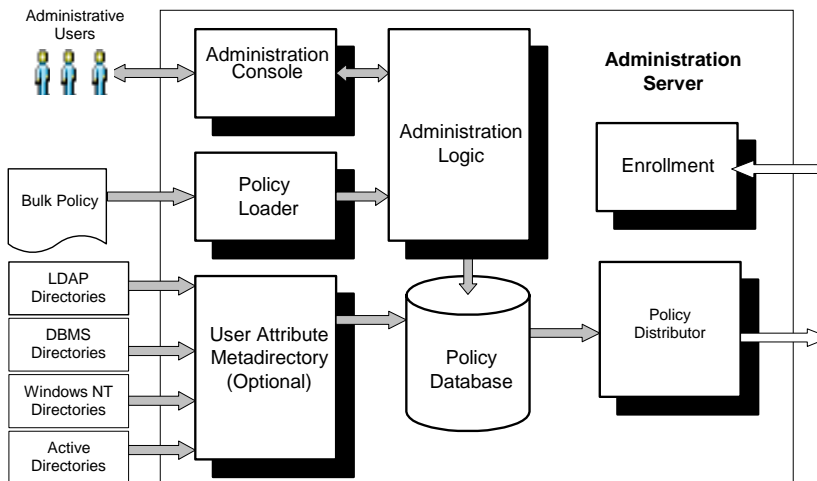 Administrative
Users
Administration
Console
Administration
Logic
Administration
Server
Enrollment
Bulk Policy
Policy
Loader
LDAP
Directories
DBMS
Directories
Windows NT
Directories
Active
Directories
User Attribute
Metadirectory
(Optional)
Policy
Database
Policy
Distributor